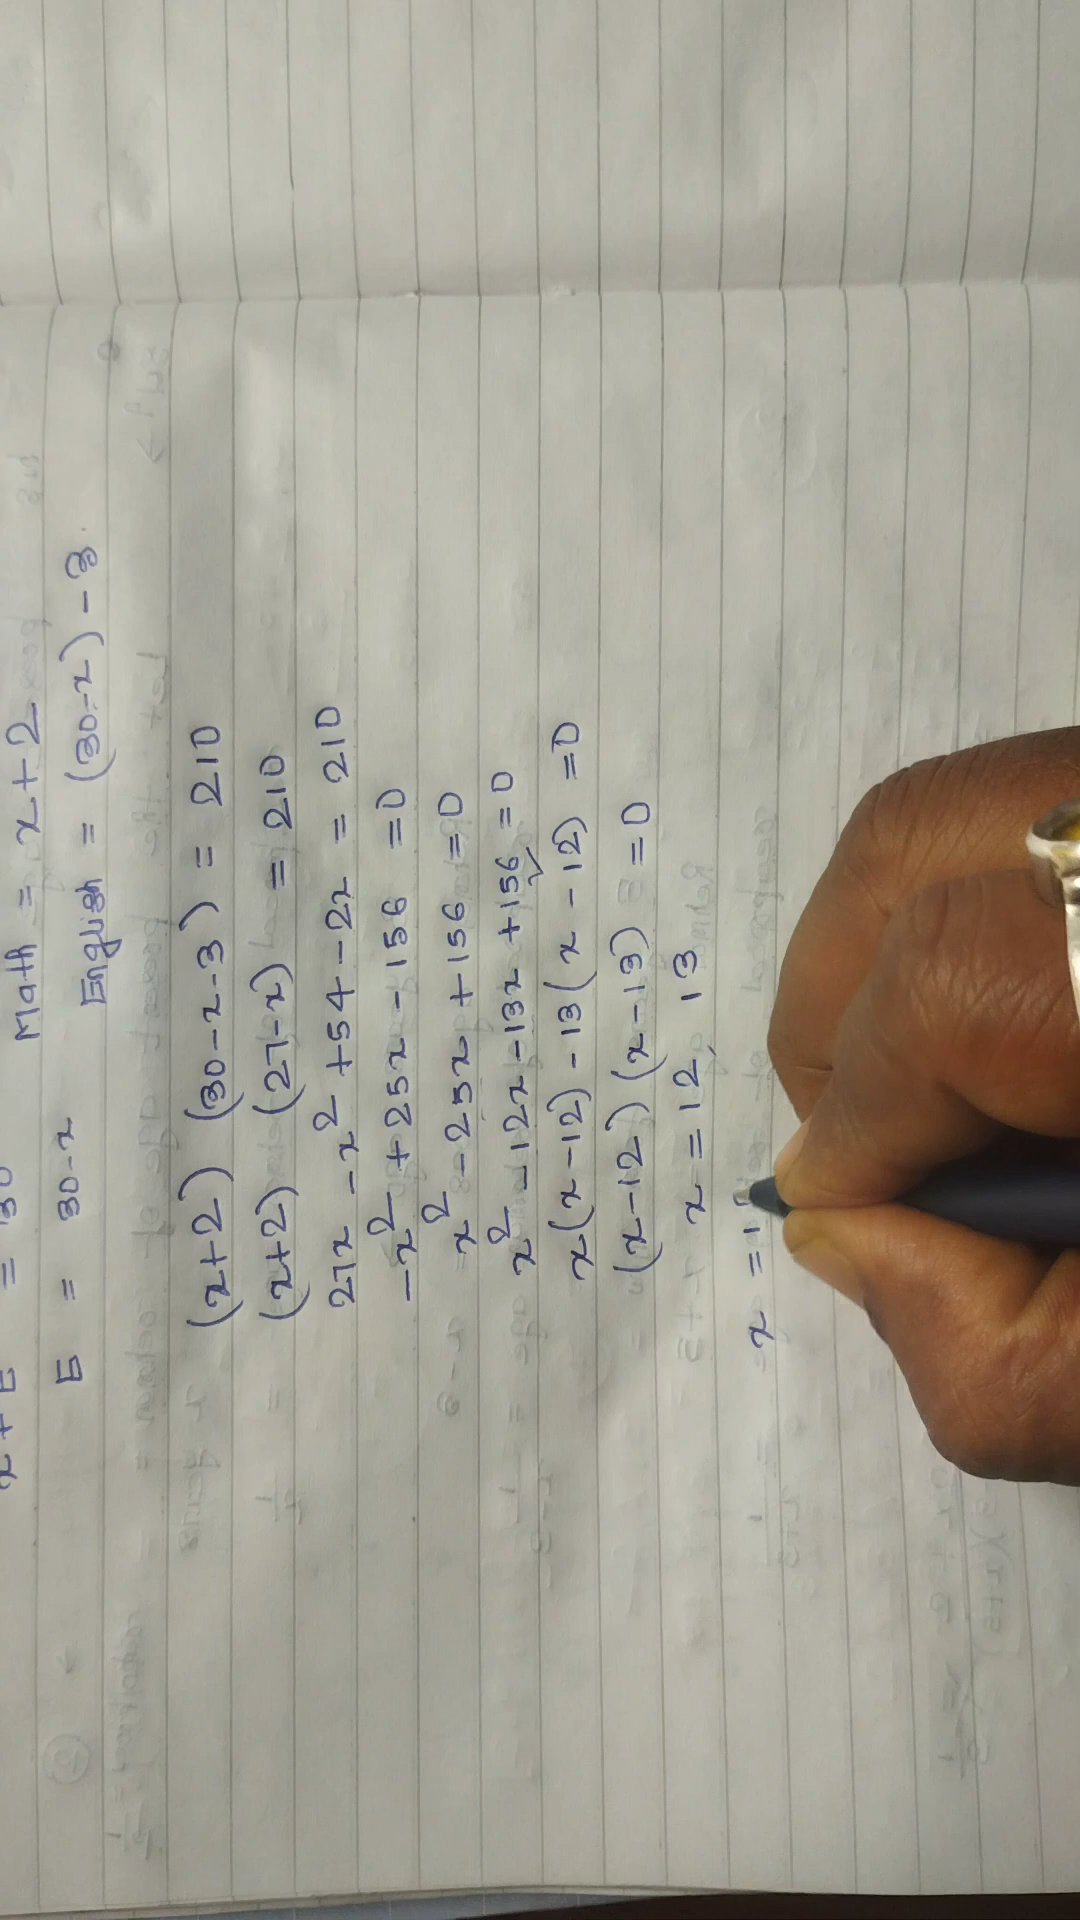 x + E = 30 Math = x+2
E = 30-x English = (30-x) - 3.
(x+2) (30-x-3) = 210
(x+2) (27-x) = 210
27x - x² + 54 - 2x = 210
-x² + 25x - 156 = 0
x² - 25x + 156 = 0
x² - 12x - 13x + 156 = 0
x(x-12) - 13(x-12) = 0
(x-12) (x-13) = 0
x = 12, 13
x = 1